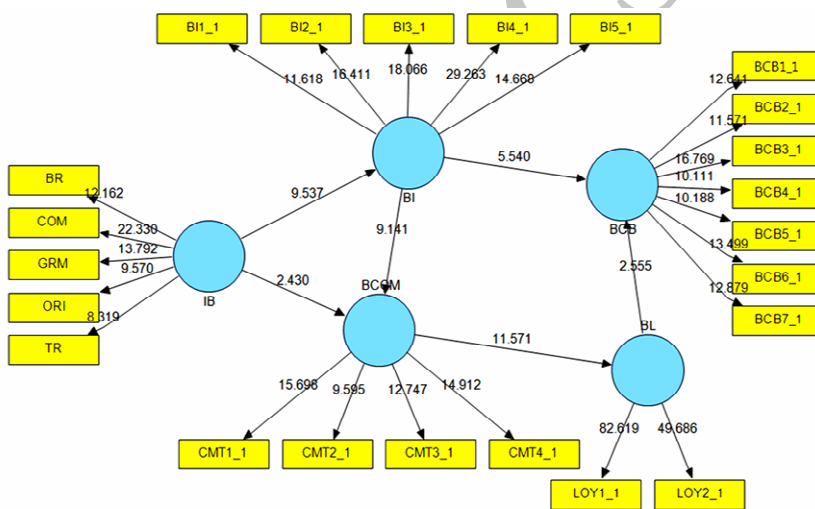 BI1_1 BI2_1 BI3_1 BI4_1 BI5_1
11.618 16.411 18.066 29.263 14.668
BI
5.540
BCB1_1
12.641
BCB2_1
11.571
BCB3_1
16.769
BCB4_1
10.111
BCB5_1
10.188
BCB6_1
13.499
BCB7_1
12.879
BCB
2.555
BR
12.162
COM
22.330
GRM
13.792
ORI
9.570
TR
8.319
IB
9.537
2.430
9.141
BCOM
11.571
BL
15.698 9.595 12.747 14.912
CMT1_1 CMT2_1 CMT3_1 CMT4_1
82.619 49.686
LOY1_1 LOY2_1